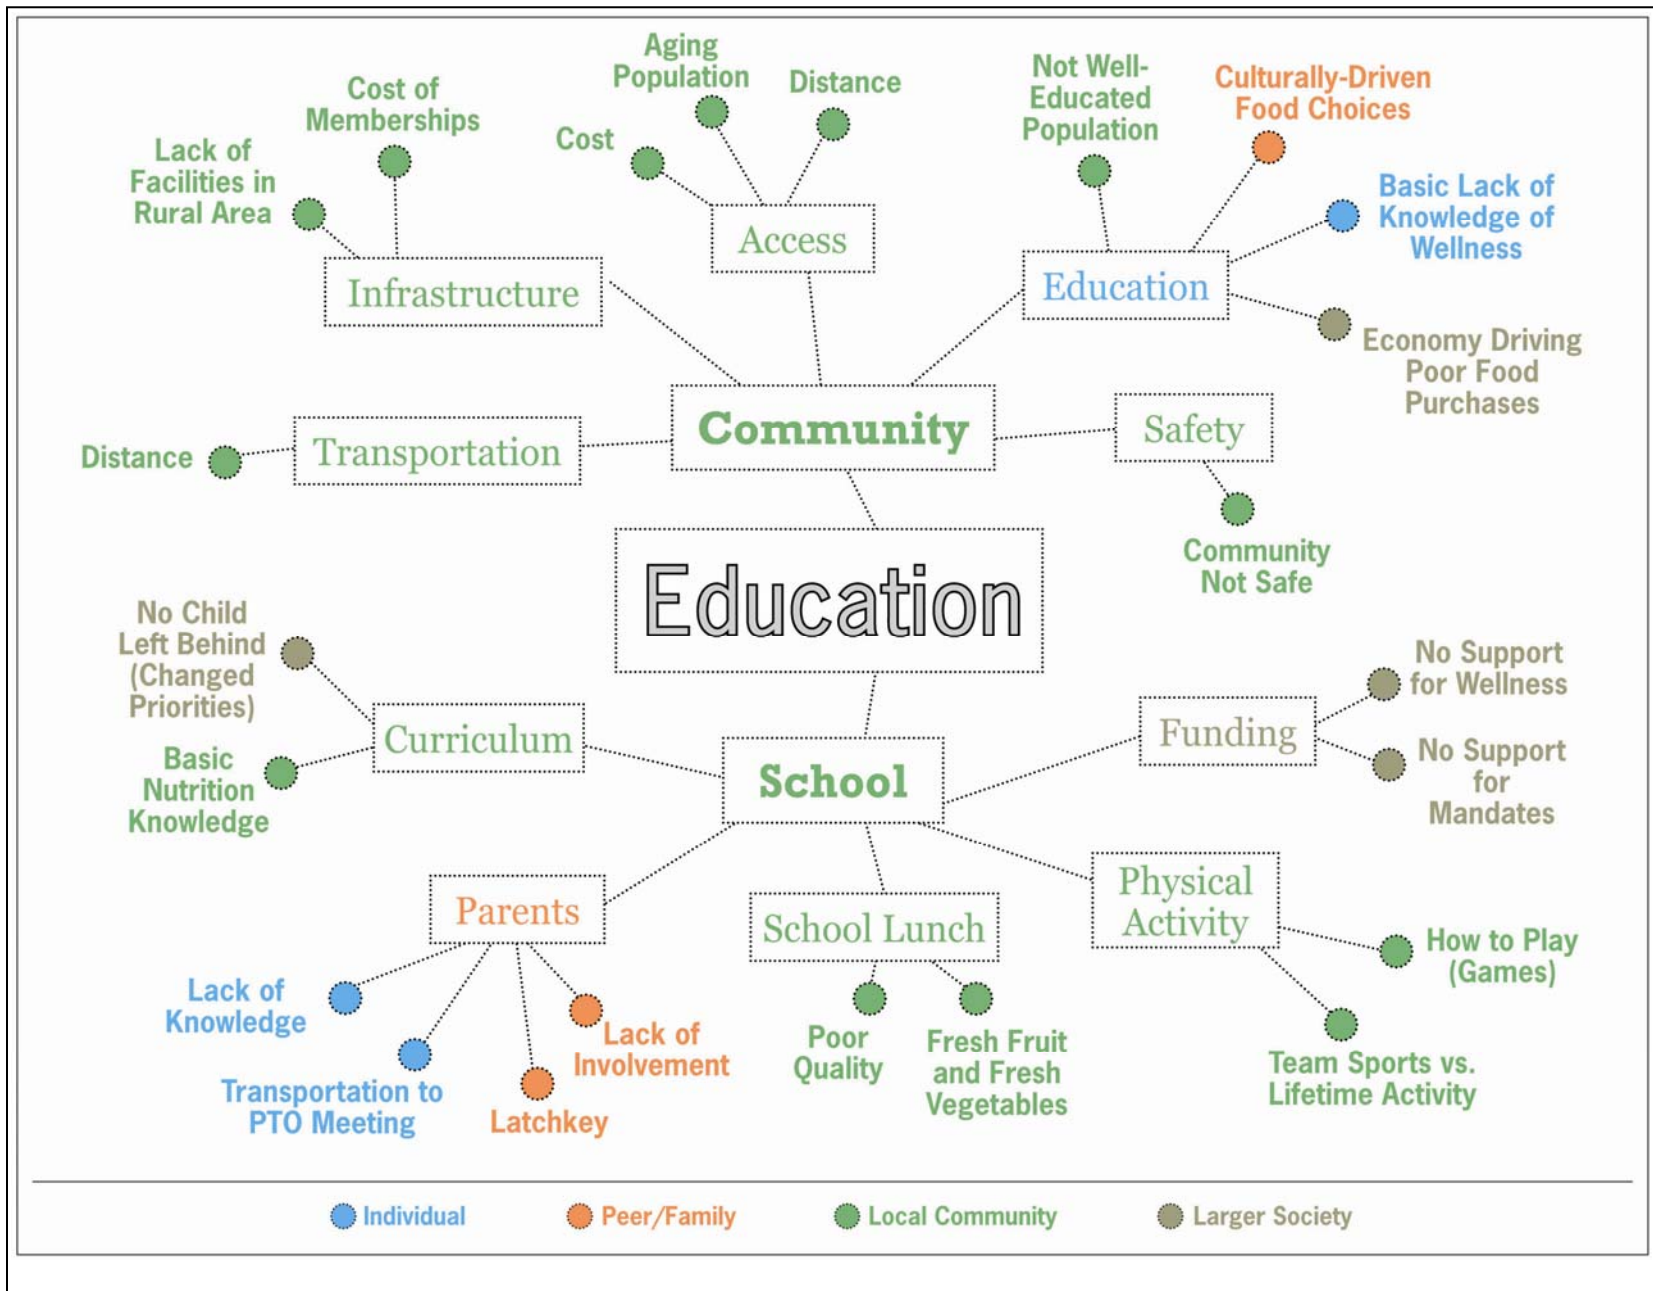 Aging
Population
Distance
Cost
Cost of
Memberships
Lack of
Facilities in
Rural Area
Not Well-
Educated
Population
Culturally-Driven
Food Choices
Basic Lack of
Knowledge of
Wellness
Economy Driving
Poor Food
Purchases
Infrastructure
Access
Education
Distance
Transportation
Community
Safety
Community
Not Safe
Education
No Child
Left Behind
(Changed
Priorities)
Basic
Nutrition
Knowledge
Curriculum
School
Funding
No Support
for Wellness
No Support
for
Mandates
Parents
School Lunch
Physical
Activity
Lack of
Knowledge
Transportation to
PTO Meeting
Latchkey
Lack of
Involvement
Poor
Quality
Fresh Fruit
and Fresh
Vegetables
How to Play
(Games)
Team Sports vs.
Lifetime Activity
Individual
Peer/Family
Local Community
Larger Society